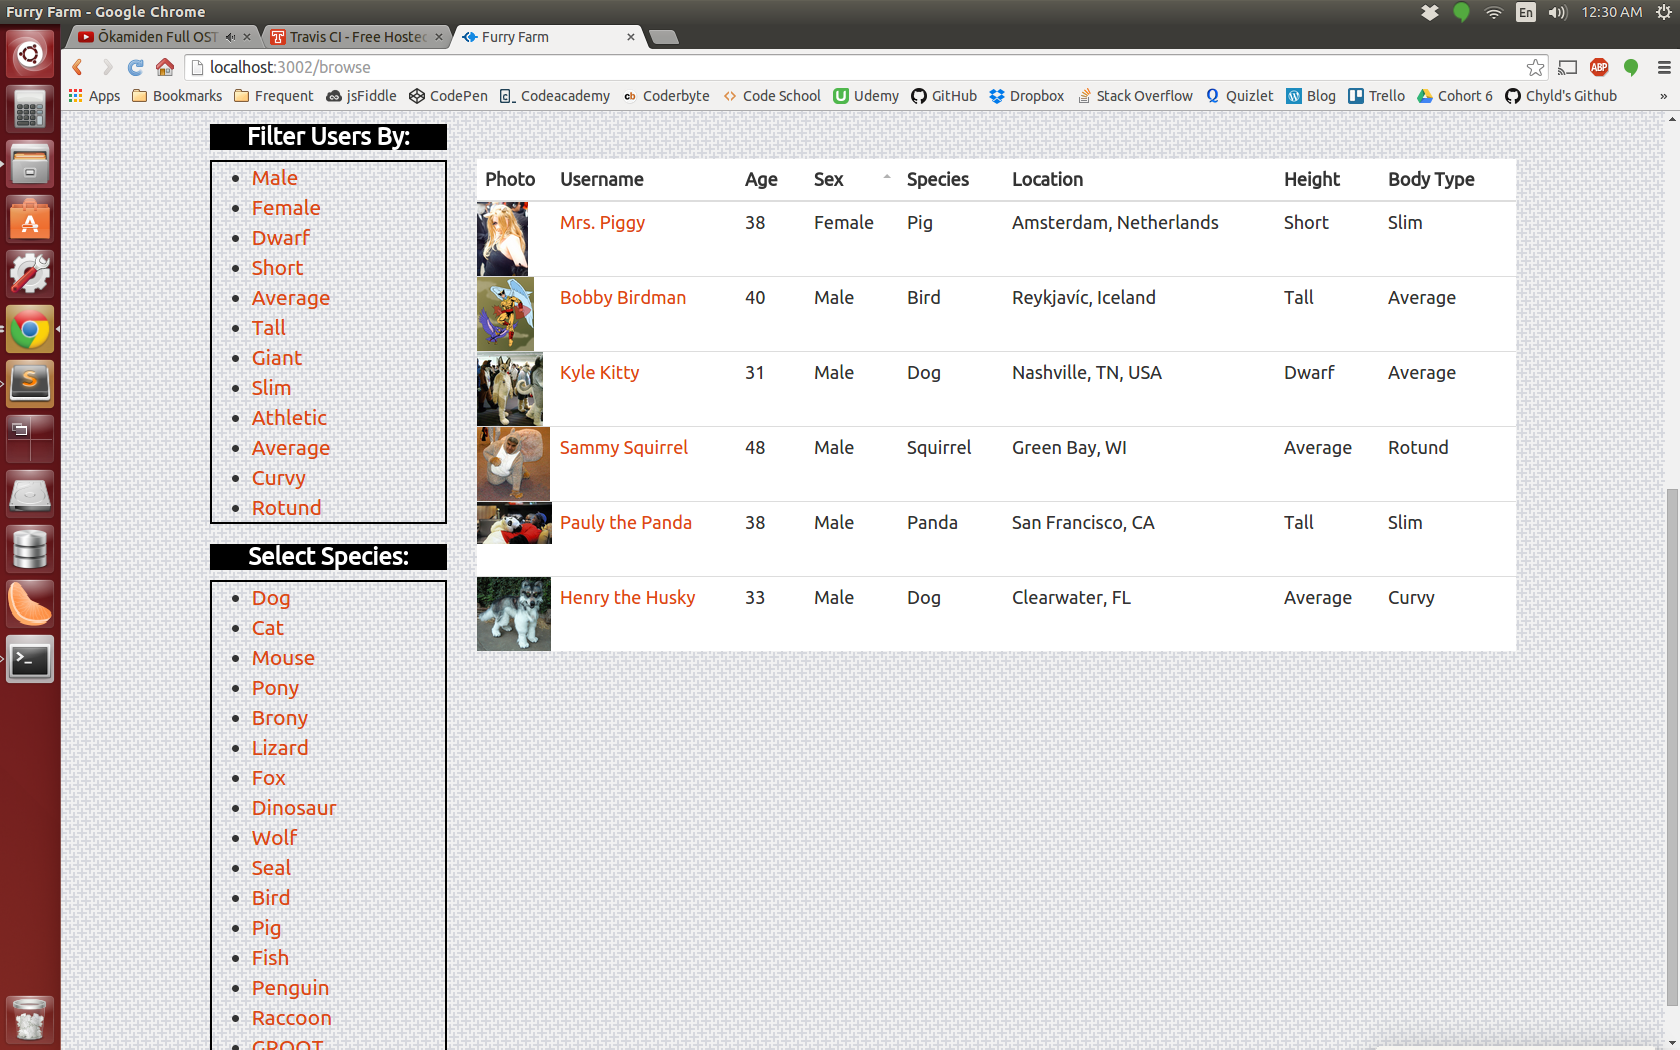 Furry Farm - Google Chrome
En
12:30 AM
Ōkamiden Full OST
Travis CI - Free Hosted
Furry Farm
localhost:3002/browse
ABP
Apps Bookmarks Frequent jsFiddle CodePen Codeacademy Coderbyte Code School Udemy GitHub Dropbox Stack Overflow Quizlet Blog Trello Cohort 6 Chyld's Github »
Filter Users By:
Male
Female
Dwarf
Short
Average
Tall
Giant
Slim
Athletic
Average
Curvy
Rotund
Select Species:
Dog
Cat
Mouse
Pony
Brony
Lizard
Fox
Dinosaur
Wolf
Seal
Bird
Pig
Fish
Penguin
Raccoon
GROOT
Photo Username Age Sex Species Location Height Body Type
Mrs. Piggy 38 Female Pig Amsterdam, Netherlands Short Slim
Bobby Birdman 40 Male Bird Reykjavíc, Iceland Tall Average
Kyle Kitty 31 Male Dog Nashville, TN, USA Dwarf Average
Sammy Squirrel 48 Male Squirrel Green Bay, WI Average Rotund
Pauly the Panda 38 Male Panda San Francisco, CA Tall Slim
Henry the Husky 33 Male Dog Clearwater, FL Average Curvy